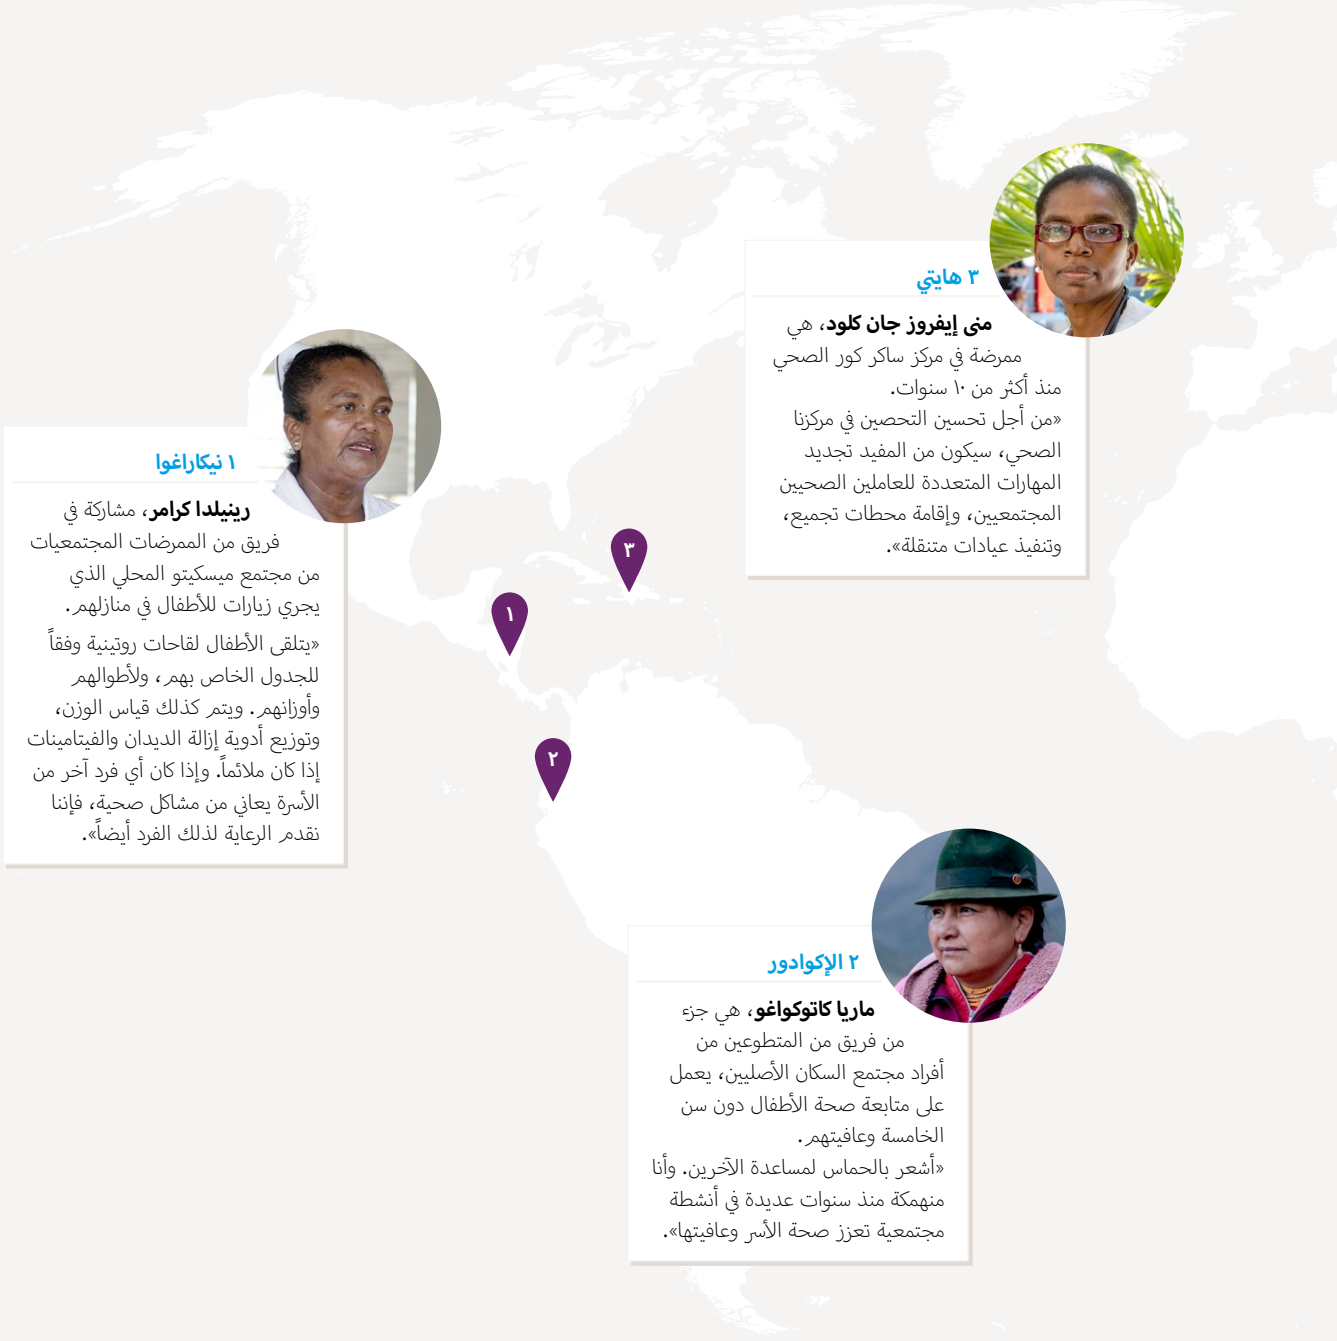 ٣ هايتي
منى إيفروز جان كلود، هي
ممرضة في مركز ساكر كور الصحي
منذ أكثر من ١٠ سنوات.
«من أجل تحسين التحصين في مركزنا
الصحي، سيكون من المفيد تجديد
المهارات المتعددة للعاملين الصحيين
المجتمعيين، وإقامة محطات تجميع،
وتنفيذ عيادات متنقلة».
١ نيكاراغوا
رينيلدا كرامر، مشاركة في
فريق من الممرضات المجتمعيات
من مجتمع ميسكيتو المحلي الذي
يجري زيارات للأطفال في منازلهم.
«يتلقى الأطفال لقاحات روتينية وفقاً
للجدول الخاص بهم، ولأطوالهم
وأوزانهم. ويتم كذلك قياس الوزن،
وتوزيع أدوية إزالة الديدان والفيتامينات
إذا كان ملائماً. وإذا كان أي فرد آخر من
الأسرة يعاني من مشاكل صحية، فإننا
نقدم الرعاية لذلك الفرد أيضاً».
٣
١
٢
٢ الإكوادور
ماريا كاتوكواغو، هي جزء
من فريق من المتطوعين من
أفراد مجتمع السكان الأصليين، يعمل
على متابعة صحة الأطفال دون سن
الخامسة وعافيتهم.
«أشعر بالحماس لمساعدة الآخرين. وأنا
منهمكة منذ سنوات عديدة في أنشطة
مجتمعية تعزز صحة الأسر وعافيتها».